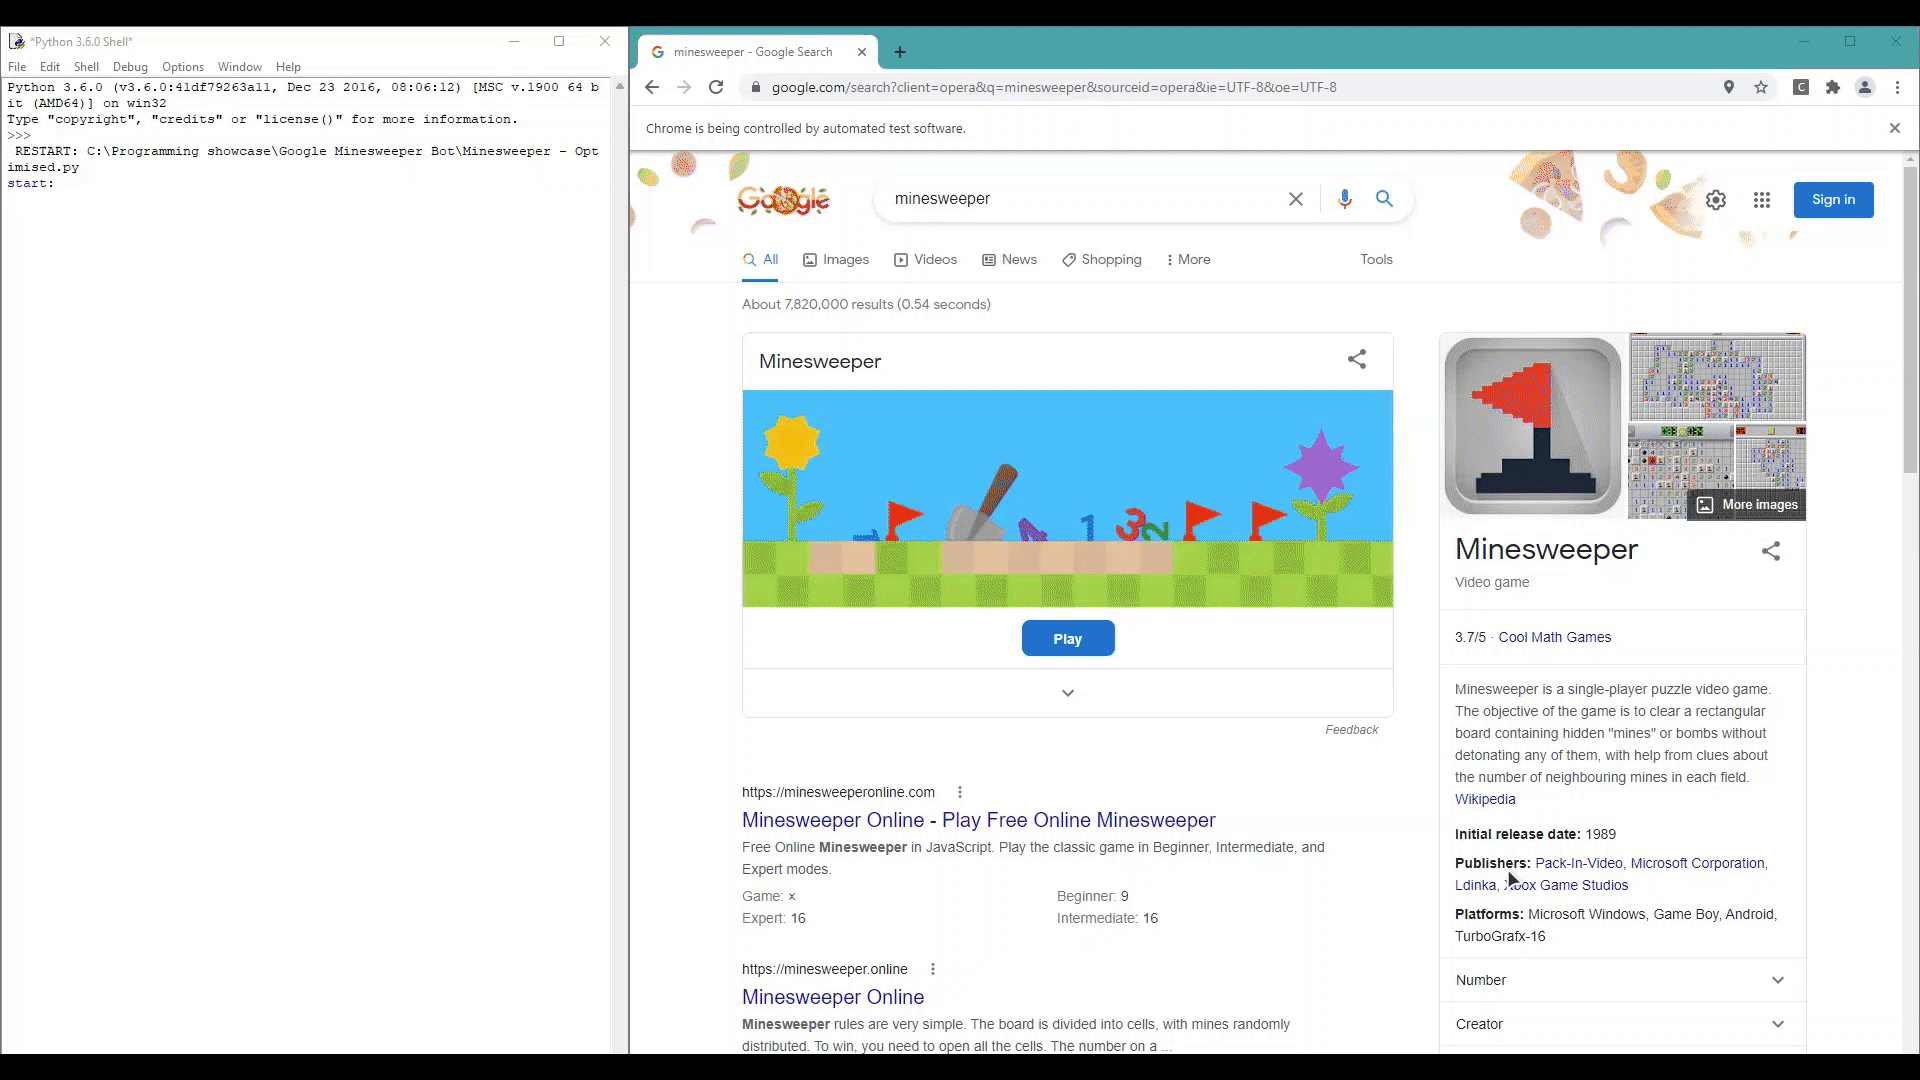 *Python 3.6.0 Shell*
File Edit Shell Debug Options Window Help
Python 3.6.0 (v3.6.0:41df79263a11, Dec 23 2016, 08:06:12) [MSC v.1900 64 b
it (AMD64)] on win32
Type "copyright", "credits" or "license()" for more information.
>>>
RESTART: C:\Programming showcase\Google Minesweeper Bot\Minesweeper - Opt
imised.py
start:
minesweeper - Google Search
google.com/search?client=opera&q=minesweeper&sourceid=opera&ie=UTF-8&oe=UTF-8
Chrome is being controlled by automated test software.
Google
minesweeper
Sign in
All Images Videos News Shopping More Tools
About 7,820,000 results (0.54 seconds)
Minesweeper
1 4 1 3 2
Play
Feedback
https://minesweeperonline.com
Minesweeper Online - Play Free Online Minesweeper
Free Online Minesweeper in JavaScript. Play the classic game in Beginner, Intermediate, and
Expert modes.
Game: × Beginner: 9
Expert: 16 Intermediate: 16
https://minesweeper.online
Minesweeper Online
Minesweeper rules are very simple. The board is divided into cells, with mines randomly
distributed. To win, you need to open all the cells. The number on a ...
More images
Minesweeper
Video game
3.7/5 · Cool Math Games
Minesweeper is a single-player puzzle video game.
The objective of the game is to clear a rectangular
board containing hidden "mines" or bombs without
detonating any of them, with help from clues about
the number of neighbouring mines in each field.
Wikipedia
Initial release date: 1989
Publishers: Pack-In-Video, Microsoft Corporation,
Ldinka, Xbox Game Studios
Platforms: Microsoft Windows, Game Boy, Android,
TurboGrafx-16
Number
Creator